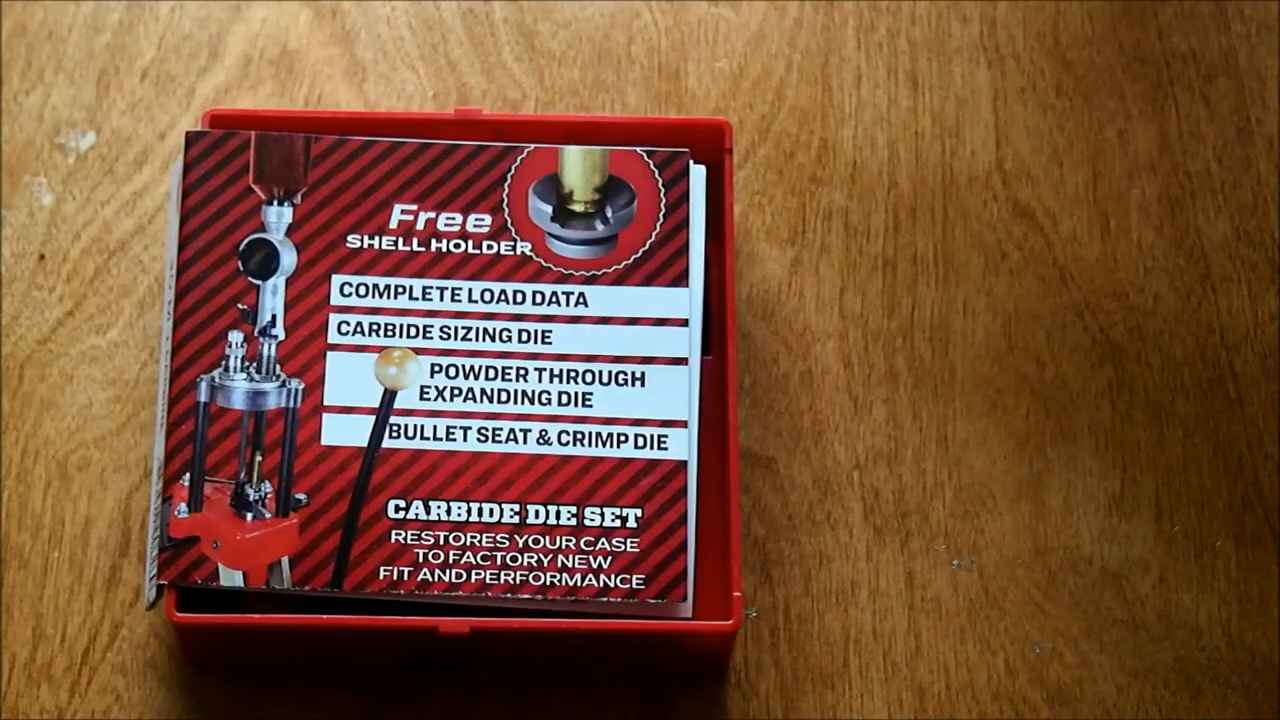 Free
SHELL HOLDER
COMPLETE LOAD DATA
CARBIDE SIZING DIE
POWDER THROUGH
EXPANDING DIE
BULLET SEAT & CRIMP DIE
CARBIDE DIE SET
RESTORES YOUR CASE
TO FACTORY NEW
FIT AND PERFORMANCE